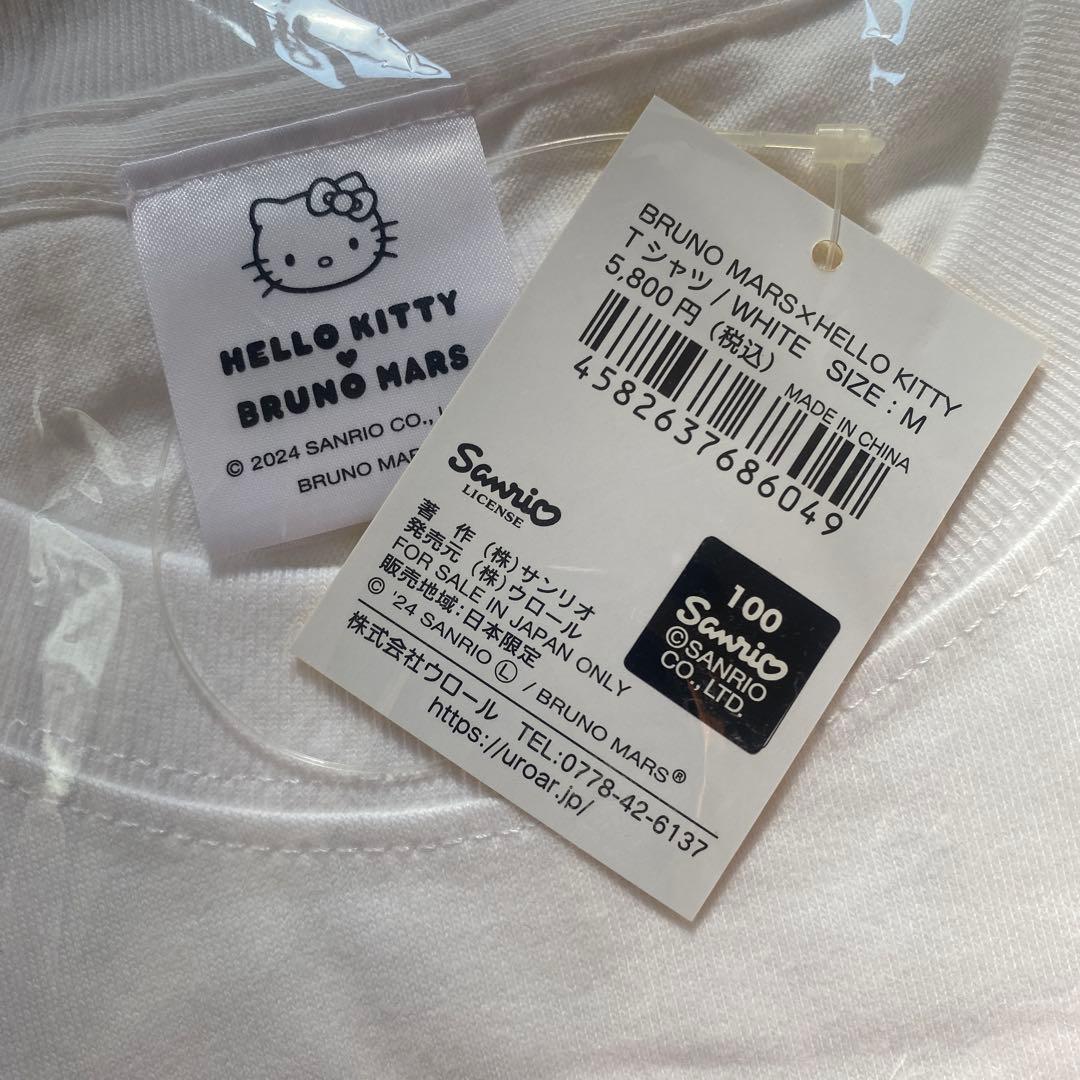 HELLO KITTY
BRUNO MARS
© 2024 SANRIO CO.,
BRUNO
BRUNO MARS×HELLO KITTY
Tシャツ / WHITE SIZE : M
5,800円 (税込)
MADE IN CHINA
4582637686049
Sanrio
LICENSE
著 作 (株)サンリオ
発売元 (株)ウロール
FOR SALE IN JAPAN ONLY
販売地域:日本限定
© '24 SANRIO Ⓛ / BRUNO MARS®
100
Sanrio
©SANRIO
CO.,LTD.
株式会社ウロール TEL:0778-42-6137
https://uroar.jp/